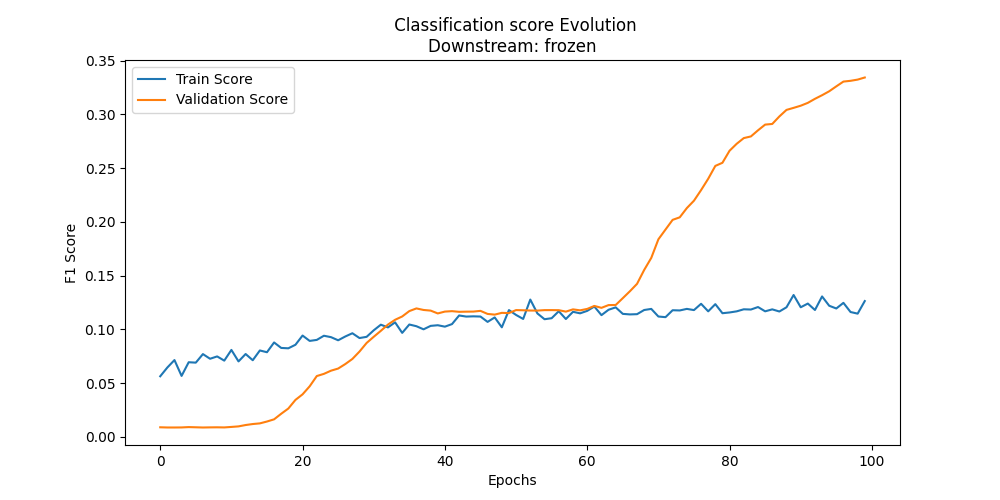 Classification score Evolution
Downstream: frozen
Train Score
Validation Score
0.35
0.30
0.25
0.20
0.15
0.10
0.05
0.00
F1 Score
0 20 40 60 80 100
Epochs